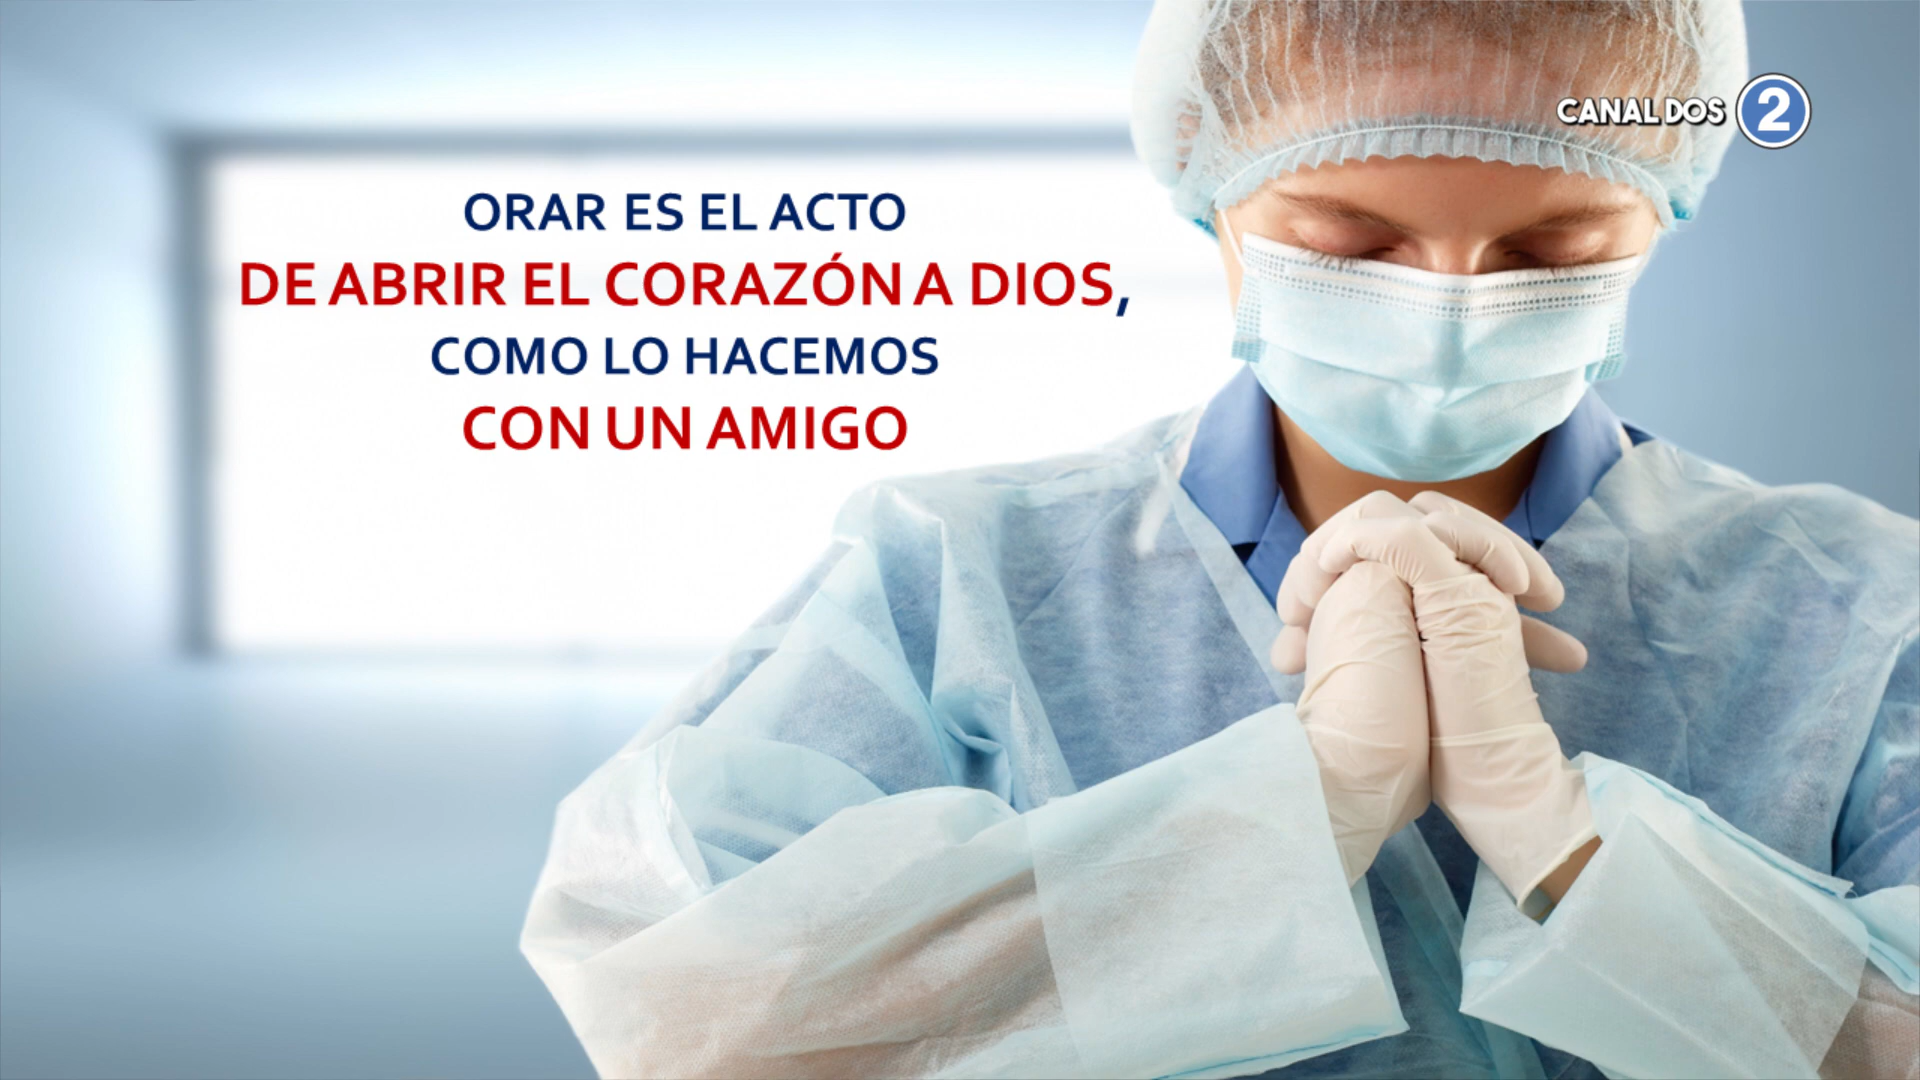 CANAL DOS 2
ORAR ES EL ACTO
DE ABRIR EL CORAZÓN A DIOS,
COMO LO HACEMOS
CON UN AMIGO